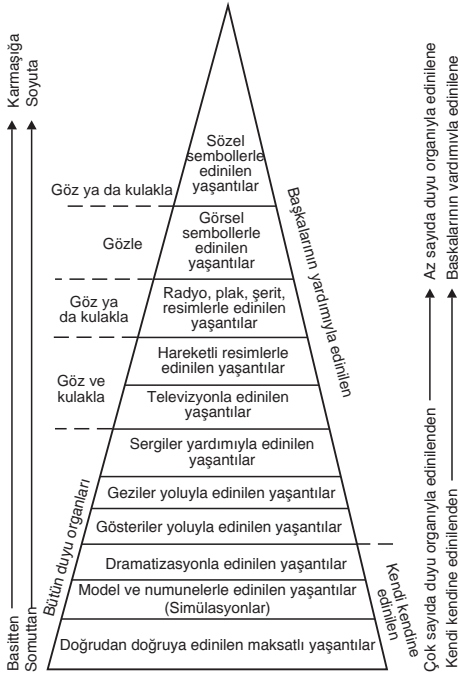 Karmaşığa
Soyuta
Basitten
Somuttan
Göz ya da kulakla
Gözle
Göz ya
da kulakla
Göz ve
kulakla
Bütün duyu organları
Sözel
sembollerle
edinilen
yaşantılar
Görsel
sembollerle
edinilen
yaşantılar
Radyo, plak, şerit,
resimlerle edinilen
yaşantılar
Hareketli resimlerle
edinilen yaşantılar
Televizyonla edinilen
yaşantılar
Sergiler yardımıyla edinilen
yaşantılar
Geziler yoluyla edinilen yaşantılar
Gösteriler yoluyla edinilen yaşantılar
Dramatizasyonla edinilen yaşantılar
Model ve numunelerle edinilen yaşantılar
(Simülasyonlar)
Doğrudan doğruya edinilen maksatlı yaşantılar
Başkalarının yardımıyla edinilen
Kendi kendine
edinilen
Az sayıda duyu organıyla edinilene
Baskalarının yardımıyla edinilene
Çok sayıda duyu organıyla edinilenden
Kendi kendine edinilenden